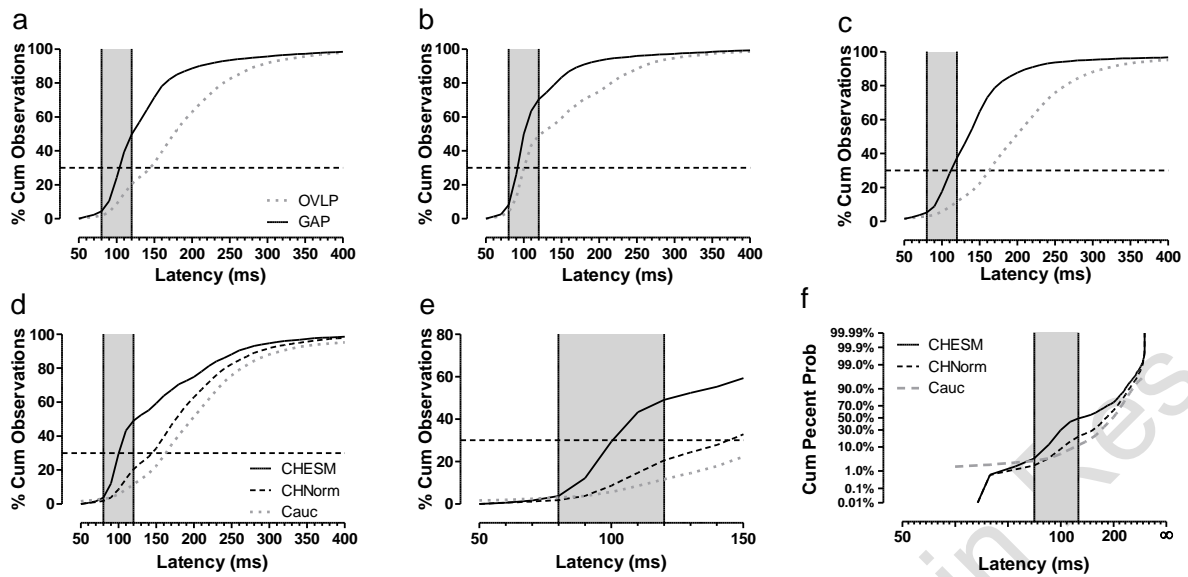 a
b
c
% Cum Observations
100
80
60
40
20
0
OVLP
GAP
50 100 150 200 250 300 350 400
Latency (ms)
% Cum Observations
100
80
60
40
20
0
50 100 150 200 250 300 350 400
Latency (ms)
% Cum Observations
100
80
60
40
20
0
50 100 150 200 250 300 350 400
Latency (ms)
d
e
f
% Cum Observations
100
80
60
40
20
0
CHESM
CHNorm
Cauc
50 100 150 200 250 300 350 400
Latency (ms)
% Cum Observations
80
60
40
20
0
50 100 150
Latency (ms)
Cum Pecent Prob
99.99%
99.9%
99.0%
90.0%
70.0%
50.0%
30.0%
10.0%
1.0%
0.1%
0.01%
CHESM
CHNorm
Cauc
50 100 200 ∞
Latency (ms)
in Res